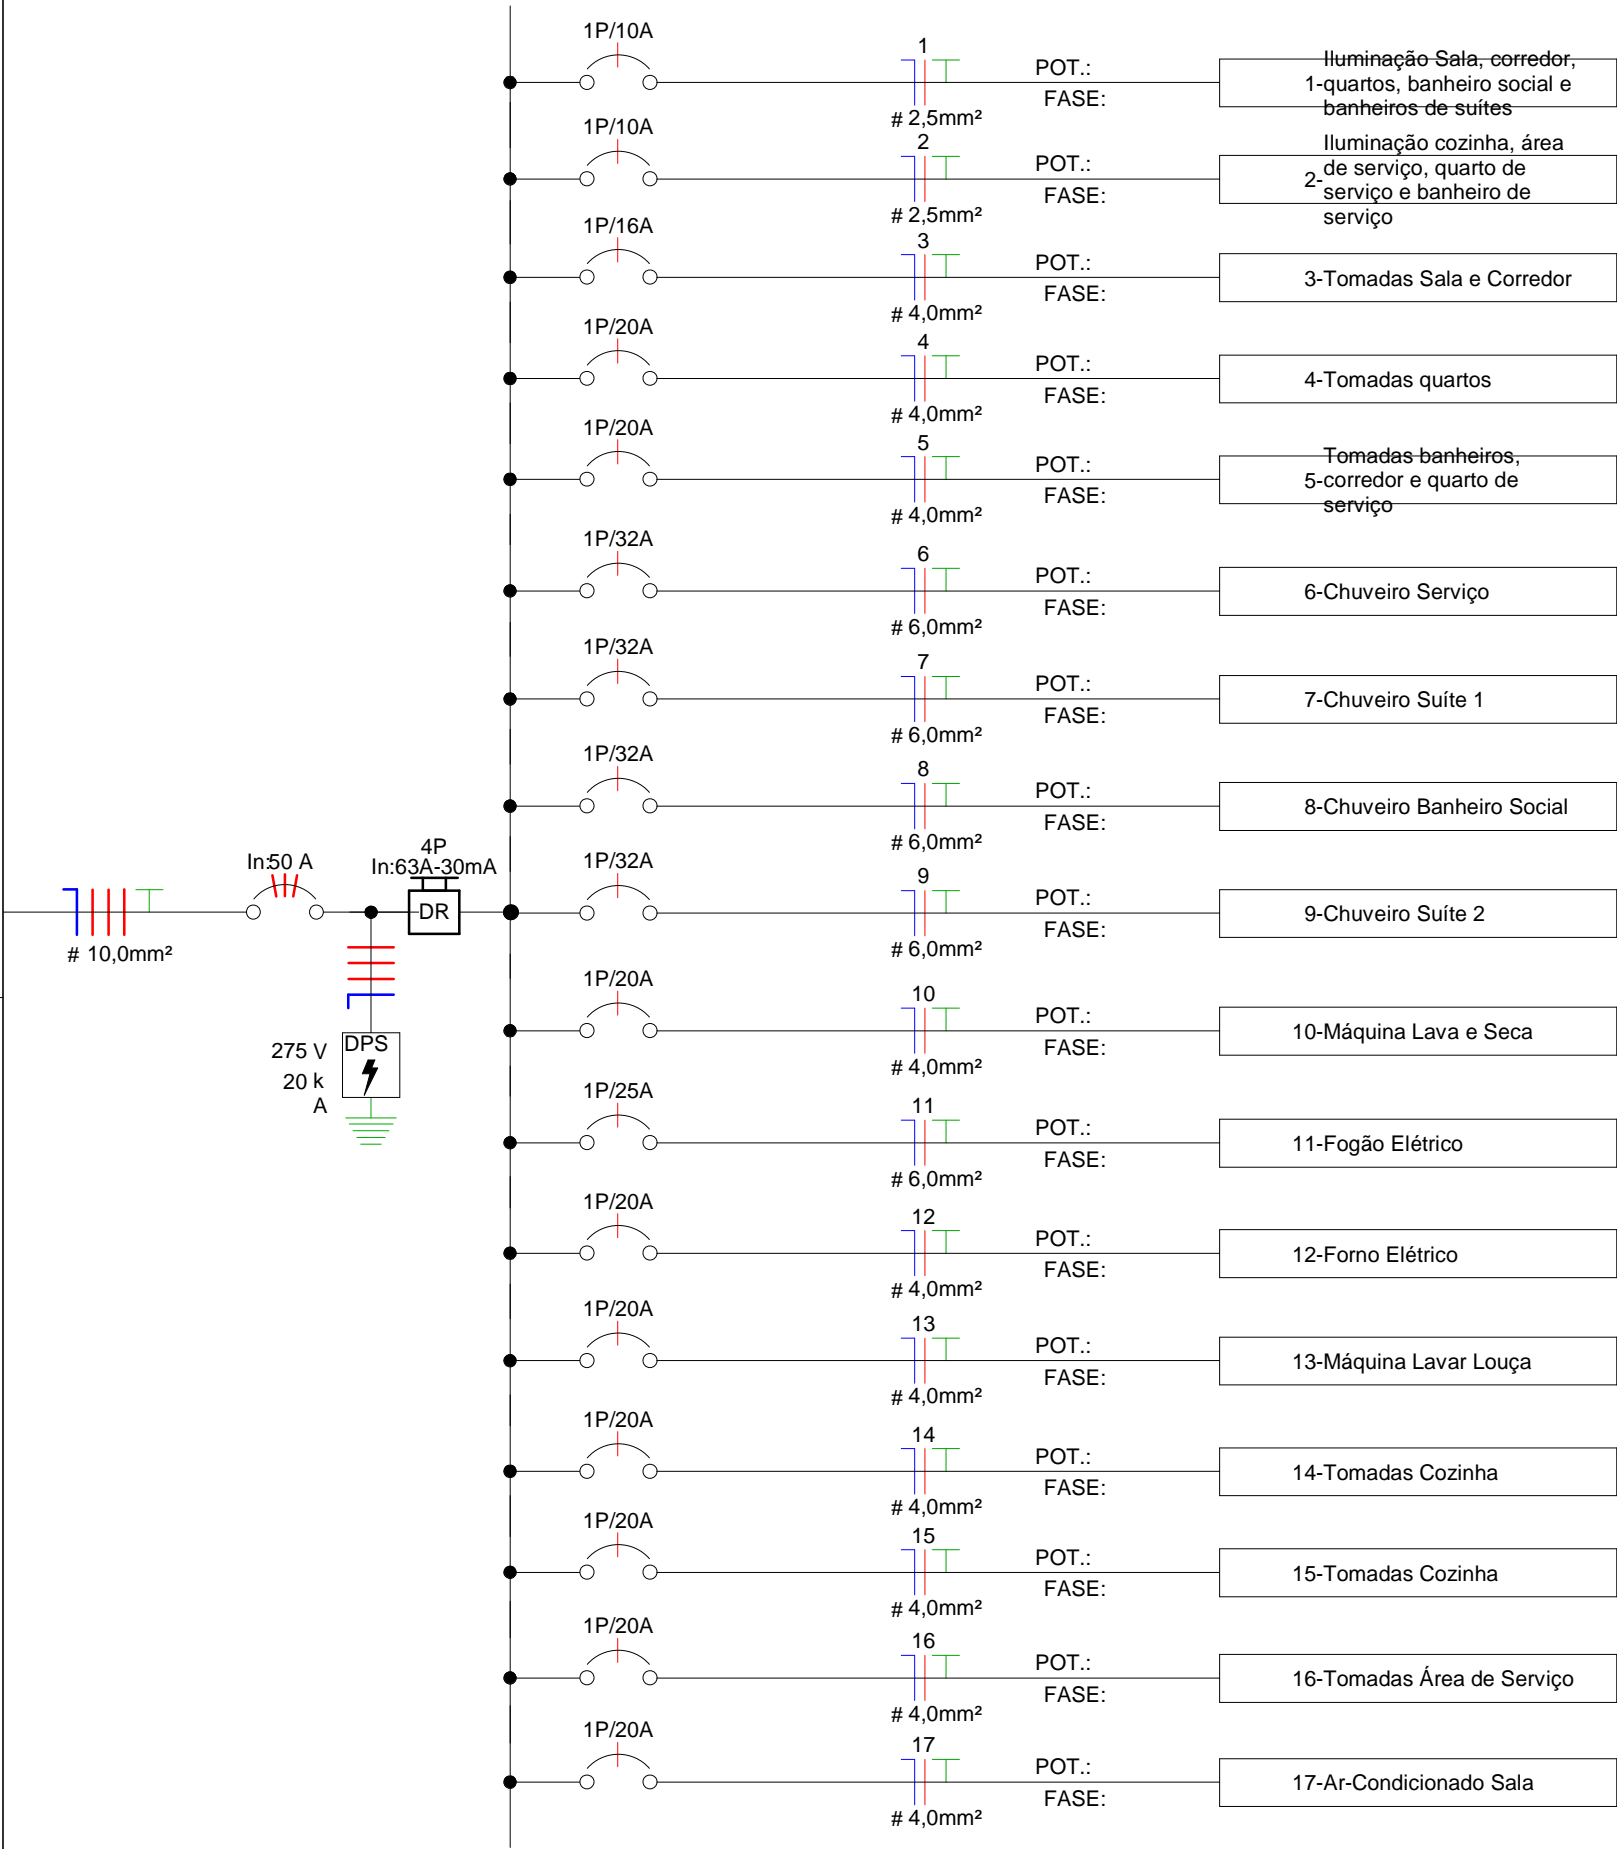 1P/10A
1
POT.:
FASE:
# 2,5mm²
Iluminação Sala, corredor,
1-quartos, banheiro social e
banheiros de suítes
1P/10A
2
POT.:
FASE:
# 2,5mm²
Iluminação cozinha, área
de serviço, quarto de
2-
serviço e banheiro de
serviço
1P/16A
3
POT.:
FASE:
# 4,0mm²
3-Tomadas Sala e Corredor
1P/20A
4
POT.:
FASE:
# 4,0mm²
4-Tomadas quartos
1P/20A
5
POT.:
FASE:
# 4,0mm²
Tomadas banheiros,
5-corredor e quarto de
serviço
1P/32A
6
POT.:
FASE:
# 6,0mm²
6-Chuveiro Serviço
1P/32A
7
POT.:
FASE:
# 6,0mm²
7-Chuveiro Suíte 1
1P/32A
8
POT.:
FASE:
# 6,0mm²
8-Chuveiro Banheiro Social
# 10,0mm²
In:50 A
4P
In:63A-30mA
DR
DPS
275 V
20 k
A
1P/32A
9
POT.:
FASE:
# 6,0mm²
9-Chuveiro Suíte 2
1P/20A
10
POT.:
FASE:
# 4,0mm²
10-Máquina Lava e Seca
1P/25A
11
POT.:
FASE:
# 6,0mm²
11-Fogão Elétrico
1P/20A
12
POT.:
FASE:
# 4,0mm²
12-Forno Elétrico
1P/20A
13
POT.:
FASE:
# 4,0mm²
13-Máquina Lavar Louça
1P/20A
14
POT.:
FASE:
# 4,0mm²
14-Tomadas Cozinha
1P/20A
15
POT.:
FASE:
# 4,0mm²
15-Tomadas Cozinha
1P/20A
16
POT.:
FASE:
# 4,0mm²
16-Tomadas Área de Serviço
1P/20A
17
POT.:
FASE:
# 4,0mm²
17-Ar-Condicionado Sala